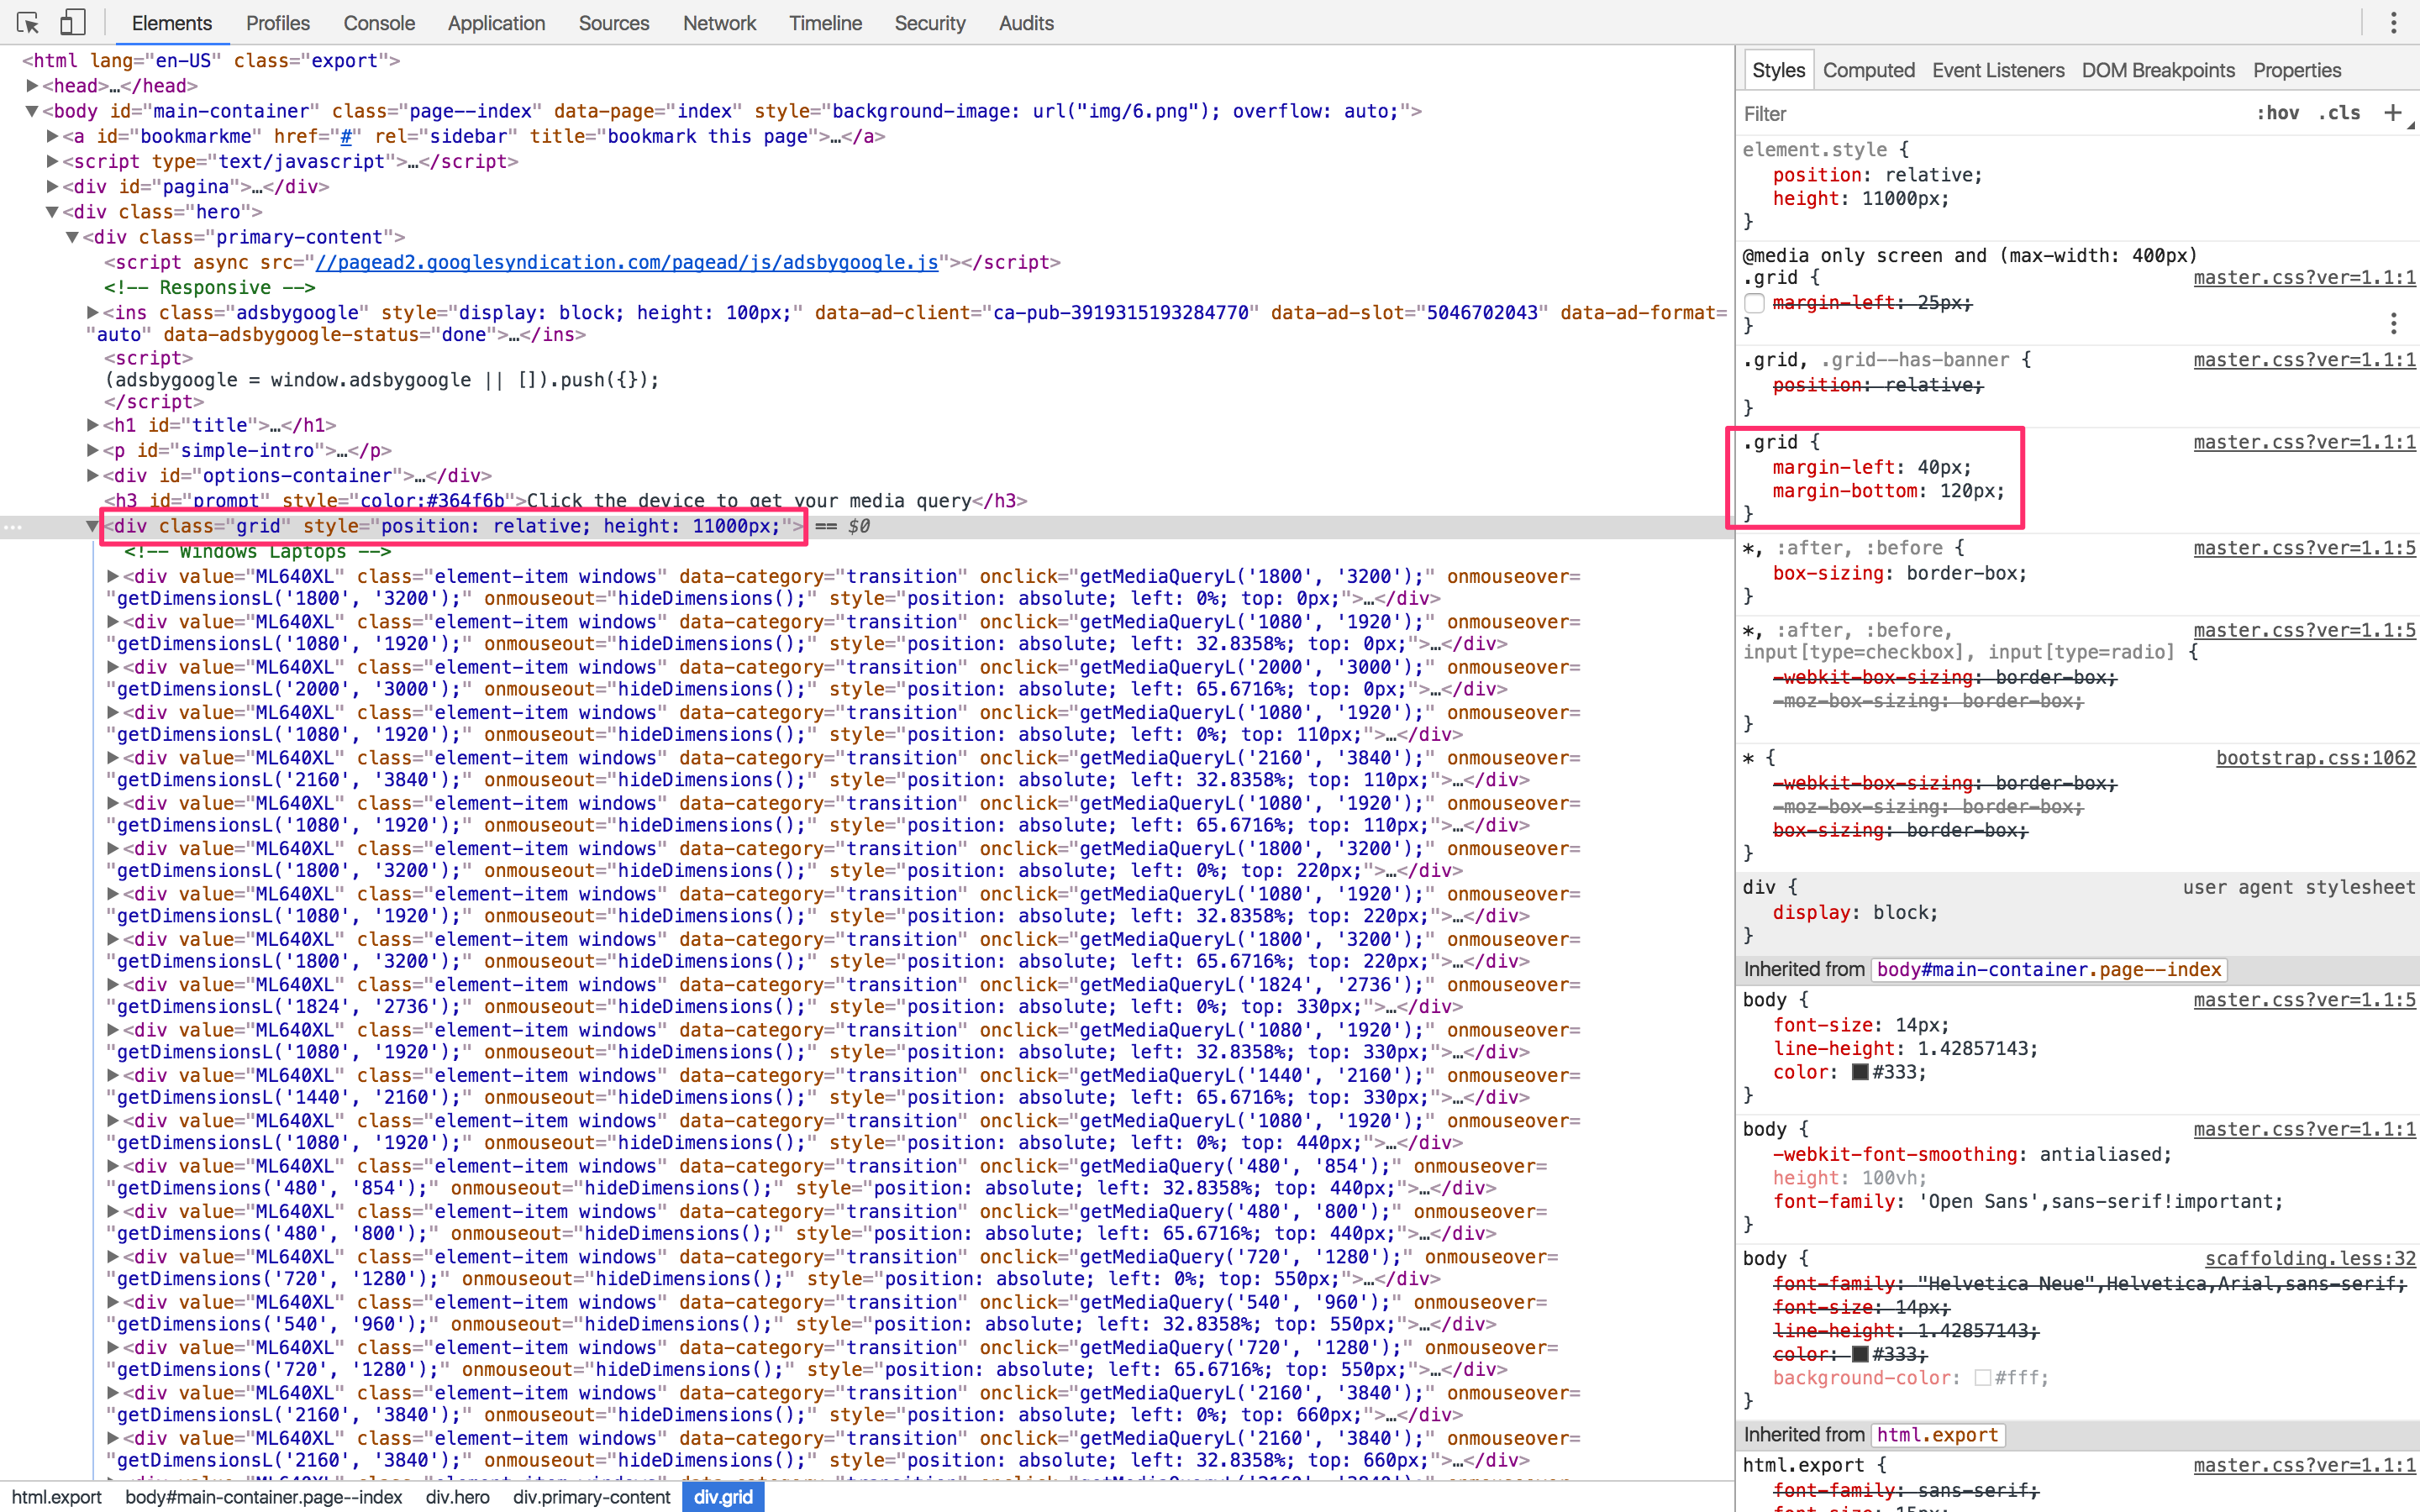 Elements Profiles Console Application Sources Network Timeline Security Audits
<html lang="en-US" class="export">
<head>…</head>
<body id="main-container" class="page--index" data-page="index" style="background-image: url("img/6.png"); overflow: auto;">
<a id="bookmarkme" href="#" rel="sidebar" title="bookmark this page">…</a>
<script type="text/javascript">…</script>
<div id="pagina">…</div>
<div class="hero">
<div class="primary-content">
<script async src="//pagead2.googlesyndication.com/pagead/js/adsbygoogle.js"></script>
<!-- Responsive -->
<ins class="adsbygoogle" style="display: block; height: 100px;" data-ad-client="ca-pub-3919315193284770" data-ad-slot="5046702043" data-ad-format=
"auto" data-adsbygoogle-status="done">…</ins>
<script>
(adsbygoogle = window.adsbygoogle || []).push({});
</script>
<h1 id="title">…</h1>
<p id="simple-intro">…</p>
<div id="options-container">…</div>
<h3 id="prompt" style="color:#364f6b">Click the device to get your media query</h3>
<div class="grid" style="position: relative; height: 11000px;"> == $0
<!-- Windows Laptops -->
<div value="ML640XL" class="element-item windows" data-category="transition" onclick="getMediaQueryL('1800', '3200');" onmouseover=
"getDimensionsL('1800', '3200');" onmouseout="hideDimensions();" style="position: absolute; left: 0%; top: 0px;">…</div>
<div value="ML640XL" class="element-item windows" data-category="transition" onclick="getMediaQueryL('1080', '1920');" onmouseover=
"getDimensionsL('1080', '1920');" onmouseout="hideDimensions();" style="position: absolute; left: 32.8358%; top: 0px;">…</div>
<div value="ML640XL" class="element-item windows" data-category="transition" onclick="getMediaQueryL('2000', '3000');" onmouseover=
"getDimensionsL('2000', '3000');" onmouseout="hideDimensions();" style="position: absolute; left: 65.6716%; top: 0px;">…</div>
<div value="ML640XL" class="element-item windows" data-category="transition" onclick="getMediaQueryL('1080', '1920');" onmouseover=
"getDimensionsL('1080', '1920');" onmouseout="hideDimensions();" style="position: absolute; left: 0%; top: 110px;">…</div>
<div value="ML640XL" class="element-item windows" data-category="transition" onclick="getMediaQueryL('2160', '3840');" onmouseover=
"getDimensionsL('2160', '3840');" onmouseout="hideDimensions();" style="position: absolute; left: 32.8358%; top: 110px;">…</div>
<div value="ML640XL" class="element-item windows" data-category="transition" onclick="getMediaQueryL('1080', '1920');" onmouseover=
"getDimensionsL('1080', '1920');" onmouseout="hideDimensions();" style="position: absolute; left: 65.6716%; top: 110px;">…</div>
<div value="ML640XL" class="element-item windows" data-category="transition" onclick="getMediaQueryL('1800', '3200');" onmouseover=
"getDimensionsL('1800', '3200');" onmouseout="hideDimensions();" style="position: absolute; left: 0%; top: 220px;">…</div>
<div value="ML640XL" class="element-item windows" data-category="transition" onclick="getMediaQueryL('1080', '1920');" onmouseover=
"getDimensionsL('1080', '1920');" onmouseout="hideDimensions();" style="position: absolute; left: 32.8358%; top: 220px;">…</div>
<div value="ML640XL" class="element-item windows" data-category="transition" onclick="getMediaQueryL('1800', '3200');" onmouseover=
"getDimensionsL('1800', '3200');" onmouseout="hideDimensions();" style="position: absolute; left: 65.6716%; top: 220px;">…</div>
<div value="ML640XL" class="element-item windows" data-category="transition" onclick="getMediaQueryL('1824', '2736');" onmouseover=
"getDimensionsL('1824', '2736');" onmouseout="hideDimensions();" style="position: absolute; left: 0%; top: 330px;">…</div>
<div value="ML640XL" class="element-item windows" data-category="transition" onclick="getMediaQueryL('1080', '1920');" onmouseover=
"getDimensionsL('1080', '1920');" onmouseout="hideDimensions();" style="position: absolute; left: 32.8358%; top: 330px;">…</div>
<div value="ML640XL" class="element-item windows" data-category="transition" onclick="getMediaQueryL('1440', '2160');" onmouseover=
"getDimensionsL('1440', '2160');" onmouseout="hideDimensions();" style="position: absolute; left: 65.6716%; top: 330px;">…</div>
<div value="ML640XL" class="element-item windows" data-category="transition" onclick="getMediaQueryL('1080', '1920');" onmouseover=
"getDimensionsL('1080', '1920');" onmouseout="hideDimensions();" style="position: absolute; left: 0%; top: 440px;">…</div>
<div value="ML640XL" class="element-item windows" data-category="transition" onclick="getMediaQuery('480', '854');" onmouseover=
"getDimensions('480', '854');" onmouseout="hideDimensions();" style="position: absolute; left: 32.8358%; top: 440px;">…</div>
<div value="ML640XL" class="element-item windows" data-category="transition" onclick="getMediaQuery('480', '800');" onmouseover=
"getDimensions('480', '800');" onmouseout="hideDimensions();" style="position: absolute; left: 65.6716%; top: 440px;">…</div>
<div value="ML640XL" class="element-item windows" data-category="transition" onclick="getMediaQuery('720', '1280');" onmouseover=
"getDimensions('720', '1280');" onmouseout="hideDimensions();" style="position: absolute; left: 0%; top: 550px;">…</div>
<div value="ML640XL" class="element-item windows" data-category="transition" onclick="getMediaQuery('540', '960');" onmouseover=
"getDimensions('540', '960');" onmouseout="hideDimensions();" style="position: absolute; left: 32.8358%; top: 550px;">…</div>
<div value="ML640XL" class="element-item windows" data-category="transition" onclick="getMediaQuery('720', '1280');" onmouseover=
"getDimensions('720', '1280');" onmouseout="hideDimensions();" style="position: absolute; left: 65.6716%; top: 550px;">…</div>
<div value="ML640XL" class="element-item windows" data-category="transition" onclick="getMediaQueryL('2160', '3840');" onmouseover=
"getDimensionsL('2160', '3840');" onmouseout="hideDimensions();" style="position: absolute; left: 0%; top: 660px;">…</div>
<div value="ML640XL" class="element-item windows" data-category="transition" onclick="getMediaQueryL('2160', '3840');" onmouseover=
"getDimensionsL('2160', '3840');" onmouseout="hideDimensions();" style="position: absolute; left: 32.8358%; top: 660px;">…</div>
html.export body#main-container.page--index div.hero div.primary-content div.grid
Styles Computed Event Listeners DOM Breakpoints Properties
Filter :hov .cls +
element.style {
position: relative;
height: 11000px;
}
@media only screen and (max-width: 400px)
.grid { master.css?ver=1.1:1
margin-left: 25px;
}
.grid, .grid--has-banner { master.css?ver=1.1:1
position: relative;
}
.grid { master.css?ver=1.1:1
margin-left: 40px;
margin-bottom: 120px;
}
*, :after, :before { master.css?ver=1.1:5
box-sizing: border-box;
}
*, :after, :before, master.css?ver=1.1:5
input[type=checkbox], input[type=radio] {
-webkit-box-sizing: border-box;
-moz-box-sizing: border-box;
}
* { bootstrap.css:1062
-webkit-box-sizing: border-box;
-moz-box-sizing: border-box;
box-sizing: border-box;
}
div { user agent stylesheet
display: block;
}
Inherited from body#main-container.page--index
body { master.css?ver=1.1:5
font-size: 14px;
line-height: 1.42857143;
color: #333;
}
body { master.css?ver=1.1:1
-webkit-font-smoothing: antialiased;
height: 100vh;
font-family: 'Open Sans',sans-serif!important;
}
body { scaffolding.less:32
font-family: "Helvetica Neue",Helvetica,Arial,sans-serif;
font-size: 14px;
line-height: 1.42857143;
color: #333;
background-color: #fff;
}
Inherited from html.export
html.export { master.css?ver=1.1:1
font-family: sans-serif;